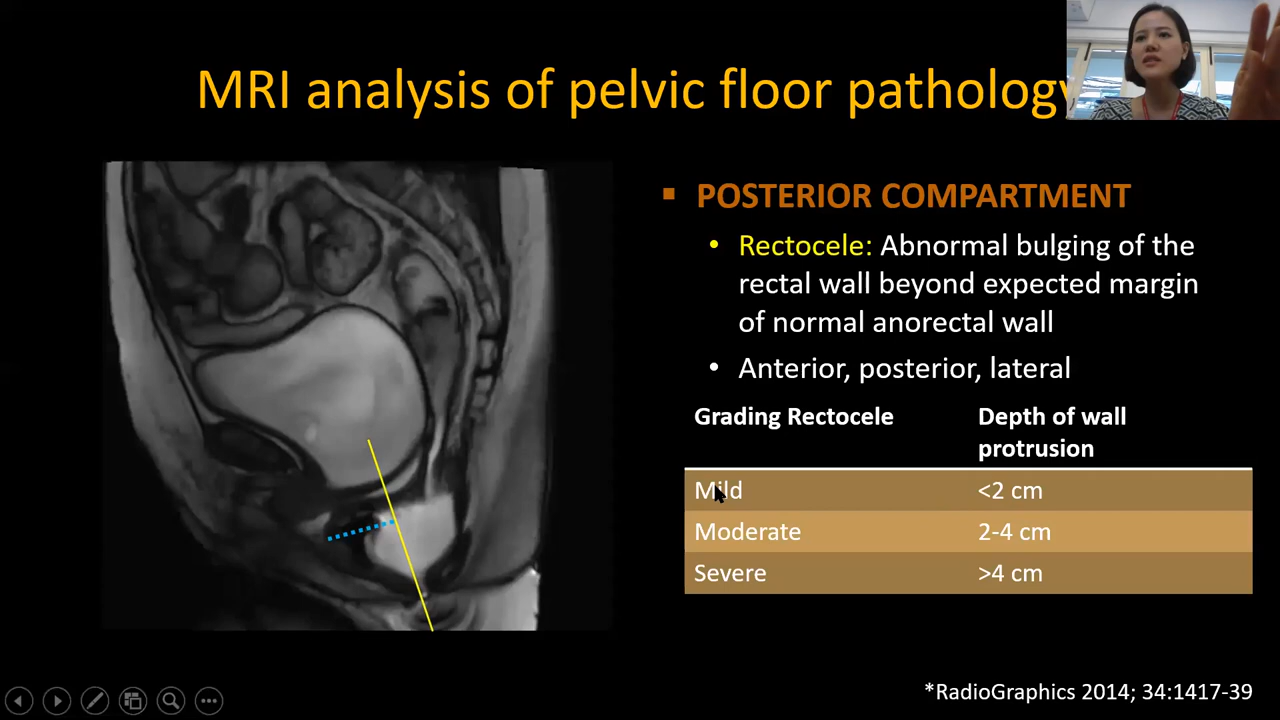 MRI analysis of pelvic floor pathology
▪ POSTERIOR COMPARTMENT
• Rectocele: Abnormal bulging of the
rectal wall beyond expected margin
of normal anorectal wall
• Anterior, posterior, lateral
Grading Rectocele Depth of wall
protrusion
Mild <2 cm
Moderate 2-4 cm
Severe >4 cm
*RadioGraphics 2014; 34:1417-39